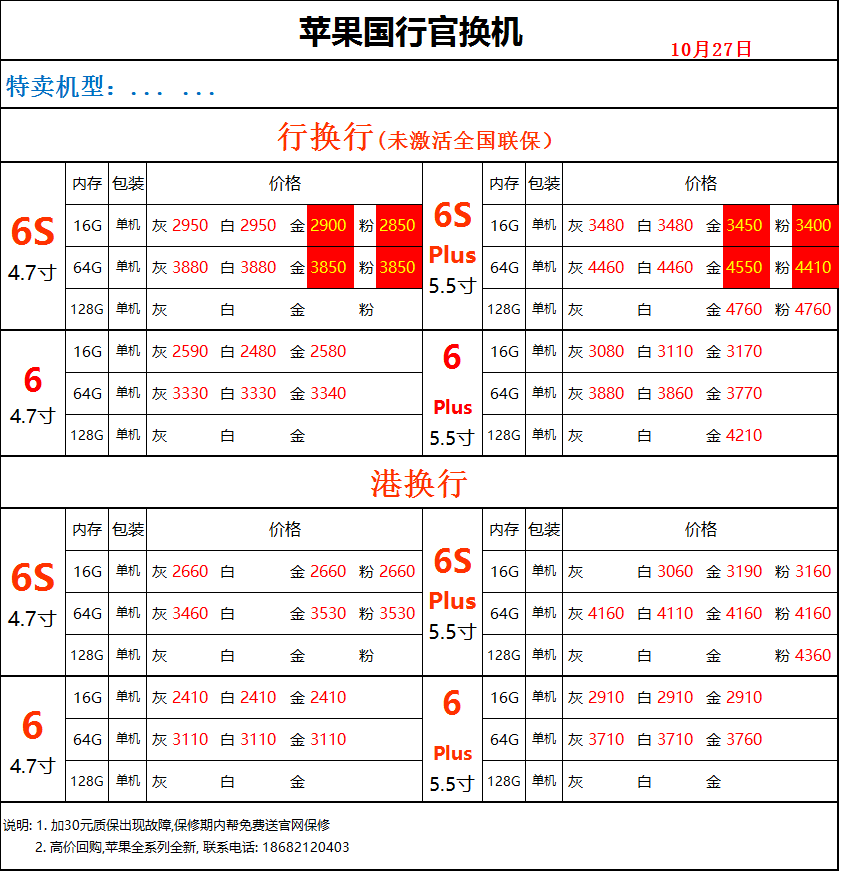 苹果国行官换机
10月27日
特卖机型：... ...
行换行(未激活全国联保）
6S 4.7寸 内存 包装 价格
16G 单机 灰 2950 白 2950 金 2900 粉 2850
64G 单机 灰 3880 白 3880 金 3850 粉 3850
128G 单机 灰 白 金 粉
6S Plus 5.5寸 内存 包装 价格
16G 单机 灰 3480 白 3480 金 3450 粉 3400
64G 单机 灰 4460 白 4460 金 4550 粉 4410
128G 单机 灰 白 金 4760 粉 4760
6 4.7寸
16G 单机 灰 2590 白 2480 金 2580
64G 单机 灰 3330 白 3330 金 3340
128G 单机 灰 白 金
6 Plus 5.5寸
16G 单机 灰 3080 白 3110 金 3170
64G 单机 灰 3880 白 3860 金 3770
128G 单机 灰 白 金 4210
港换行
6S 4.7寸 内存 包装 价格
16G 单机 灰 2660 白 金 2660 粉 2660
64G 单机 灰 3460 白 金 3530 粉 3530
128G 单机 灰 白 金 粉
6S Plus 5.5寸 内存 包装 价格
16G 单机 灰 白 3060 金 3190 粉 3160
64G 单机 灰 4160 白 4110 金 4160 粉 4160
128G 单机 灰 白 金 粉 4360
6 4.7寸
16G 单机 灰 2410 白 2410 金 2410
64G 单机 灰 3110 白 3110 金 3110
128G 单机 灰 白 金
6 Plus 5.5寸
16G 单机 灰 2910 白 2910 金 2910
64G 单机 灰 3710 白 3710 金 3760
128G 单机 灰 白 金
说明: 1. 加30元质保出现故障,保修期内帮免费送官网保修
2. 高价回购,苹果全系列全新, 联系电话: 18682120403